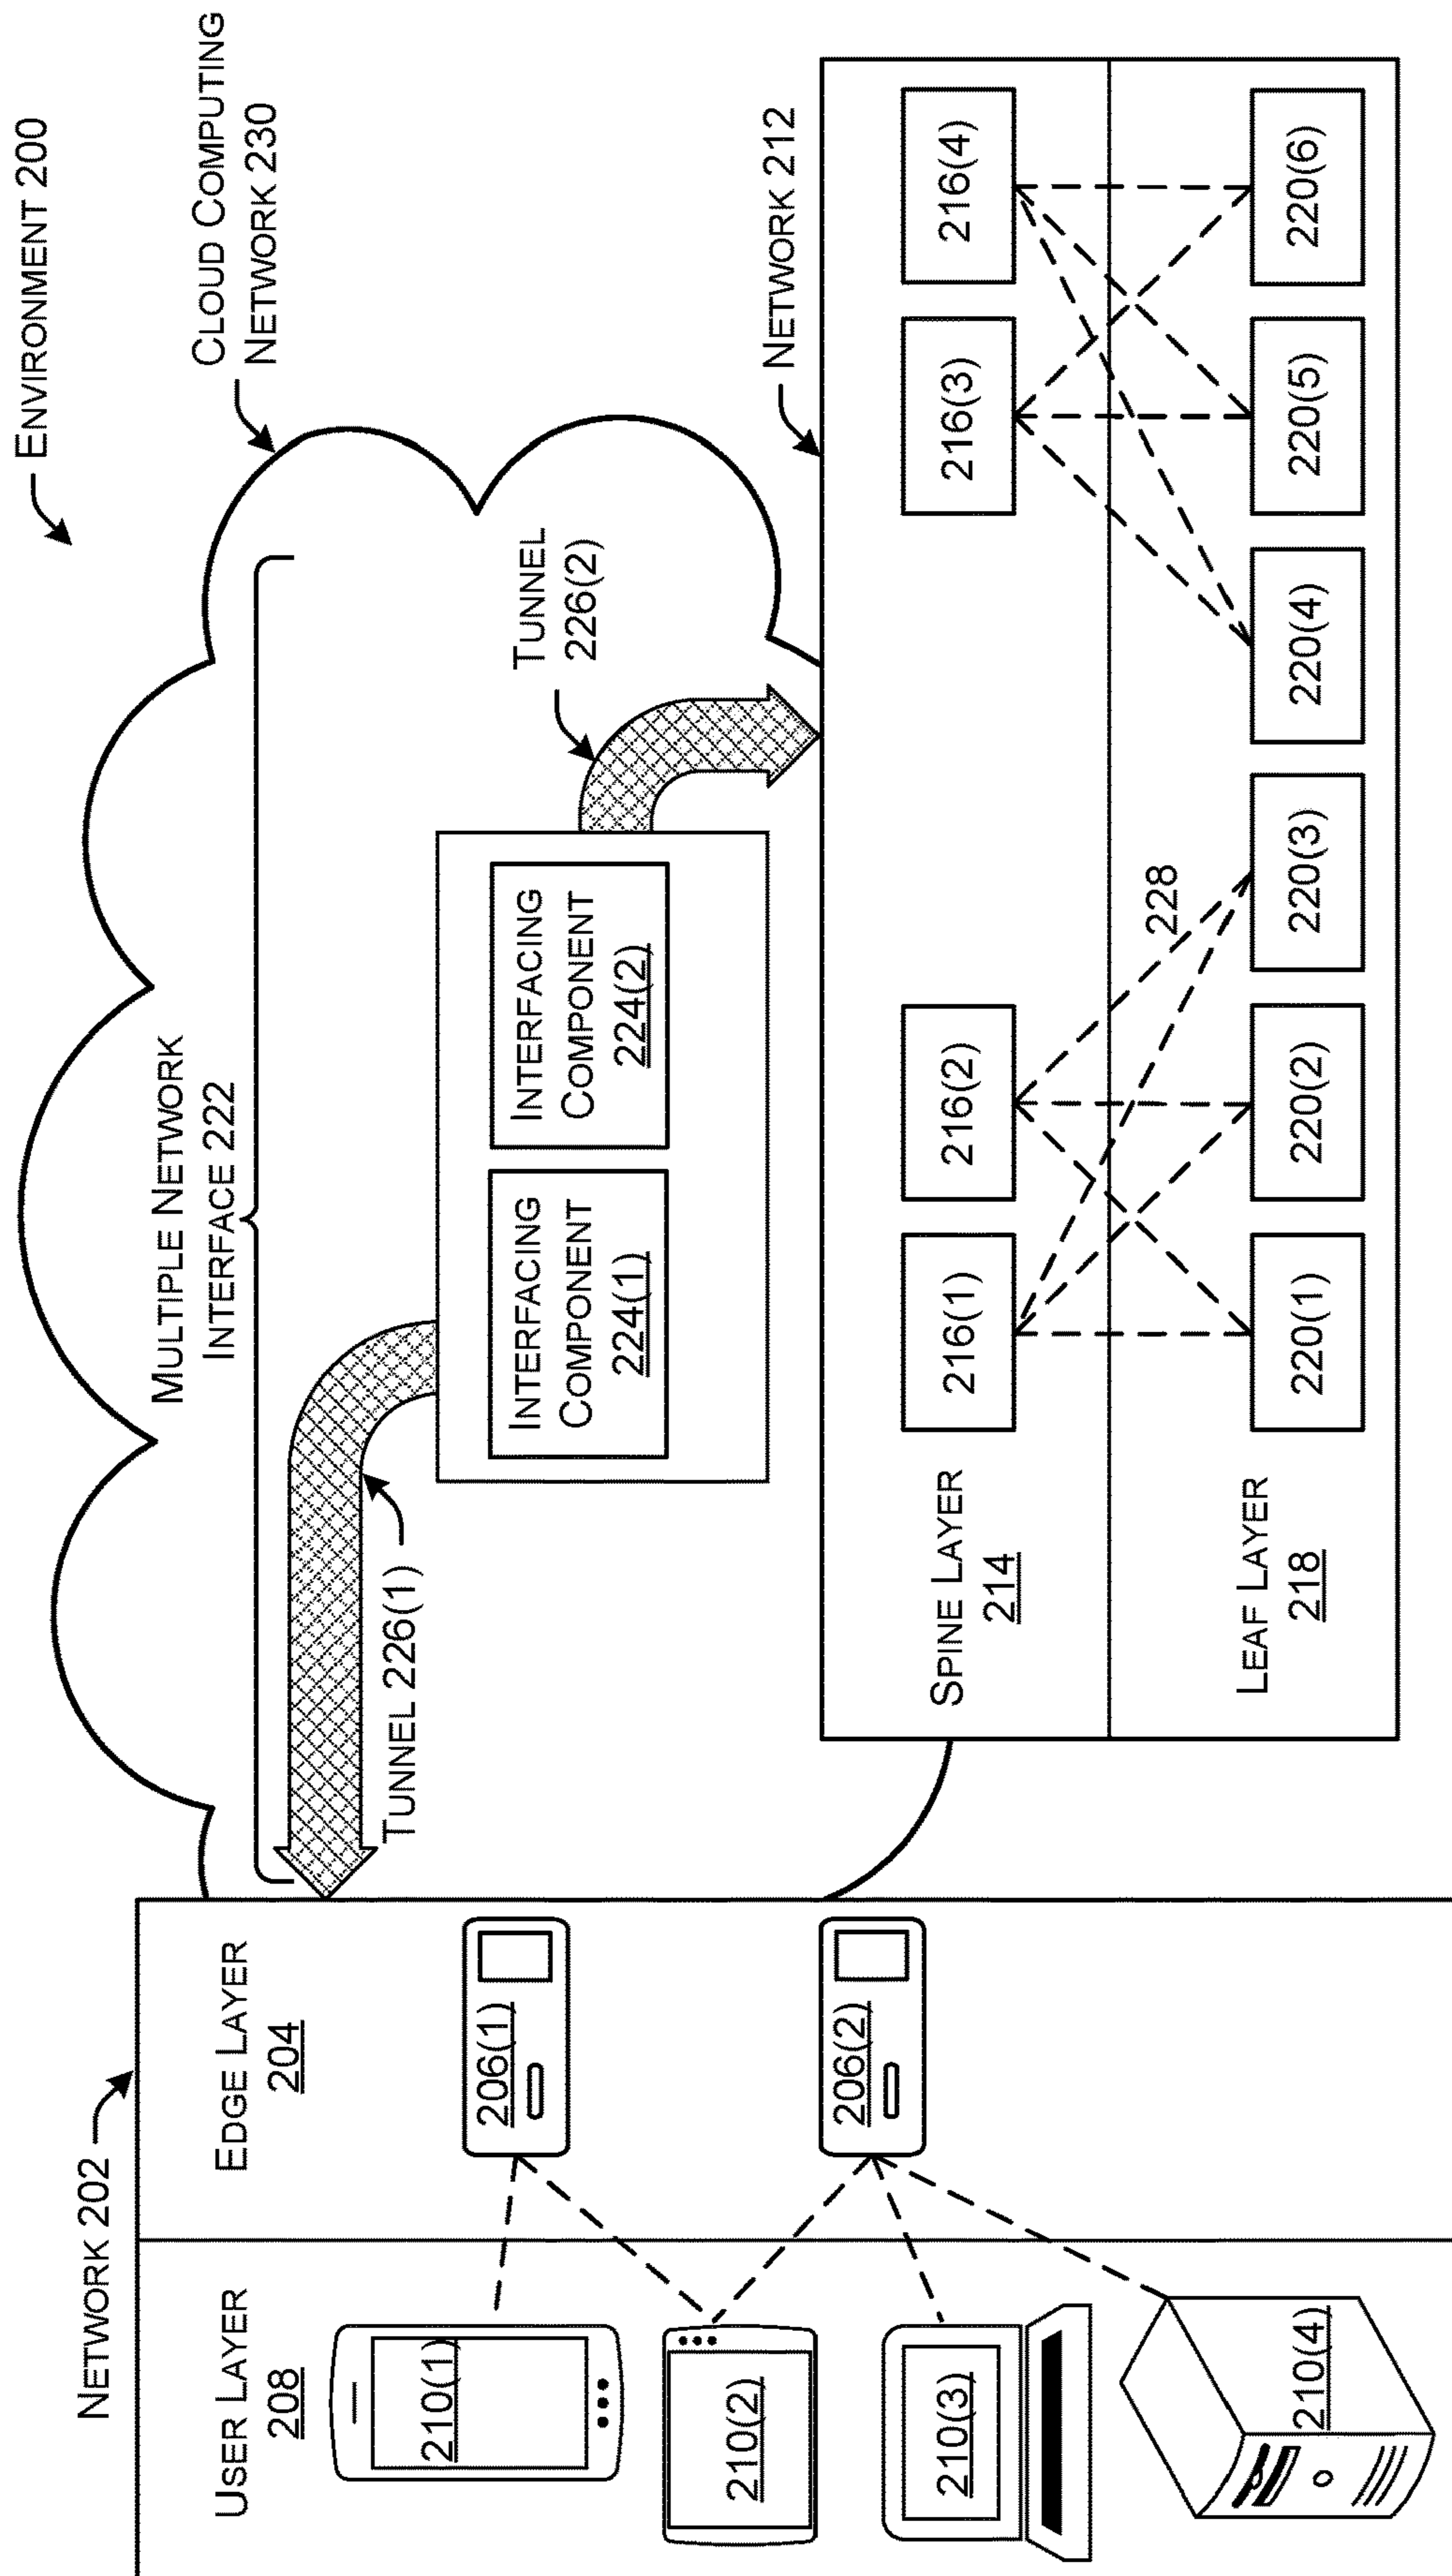 ENVIRONMENT 200
CLOUD COMPUTING
NETWORK 230
NETWORK 202
USER LAYER
208
EDGE LAYER
204
MULTIPLE NETWORK
INTERFACE 222
210(1)
210(2)
210(3)
210(4)
206(1)
206(2)
TUNNEL 226(1)
INTERFACING
COMPONENT
224(1)
INTERFACING
COMPONENT
224(2)
TUNNEL
226(2)
NETWORK 212
SPINE LAYER
214
216(1)
216(2)
216(3)
216(4)
228
LEAF LAYER
218
220(1)
220(2)
220(3)
220(4)
220(5)
220(6)